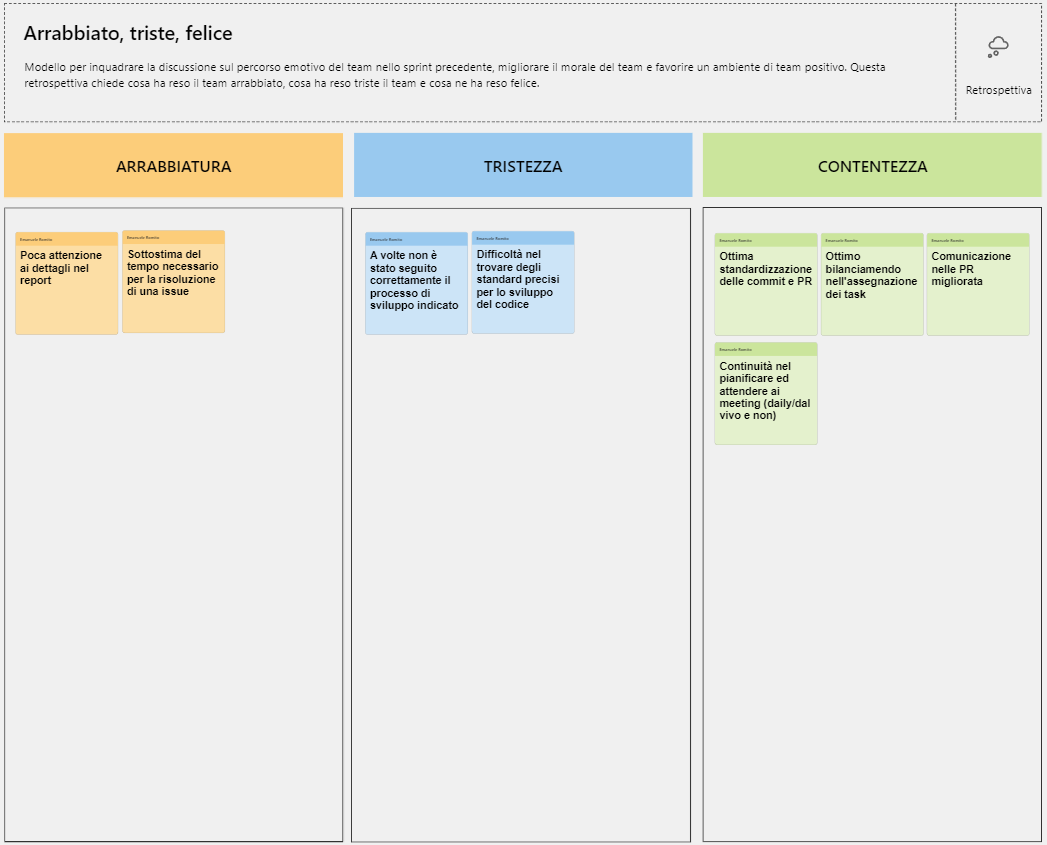 Arrabbiato, triste, felice
Modello per inquadrare la discussione sul percorso emotivo del team nello sprint precedente, migliorare il morale del team e favorire un ambiente di team positivo. Questa
retrospettiva chiede cosa ha reso il team arrabbiato, cosa ha reso triste il team e cosa ne ha reso felice.
Retrospettiva
ARRABBIATURA
TRISTEZZA
CONTENTEZZA
Emanuele Romito
Poca attenzione
ai dettagli nel
report
Emanuele Romito
Sottostima del
tempo necessario
per la risoluzione
di una issue
Emanuele Romito
A volte non è
stato seguito
correttamente il
processo di
sviluppo indicato
Emanuele Romito
Difficoltà nel
trovare degli
standard precisi
per lo sviluppo
del codice
Emanuele Romito
Ottima
standardizzazione
delle commit e PR
Emanuele Romito
Ottimo
bilanciamendo
nell'assegnazione
dei task
Emanuele Romito
Comunicazione
nelle PR
migliorata
Emanuele Romito
Continuità nel
pianificare ed
attendere ai
meeting (daily/dal
vivo e non)